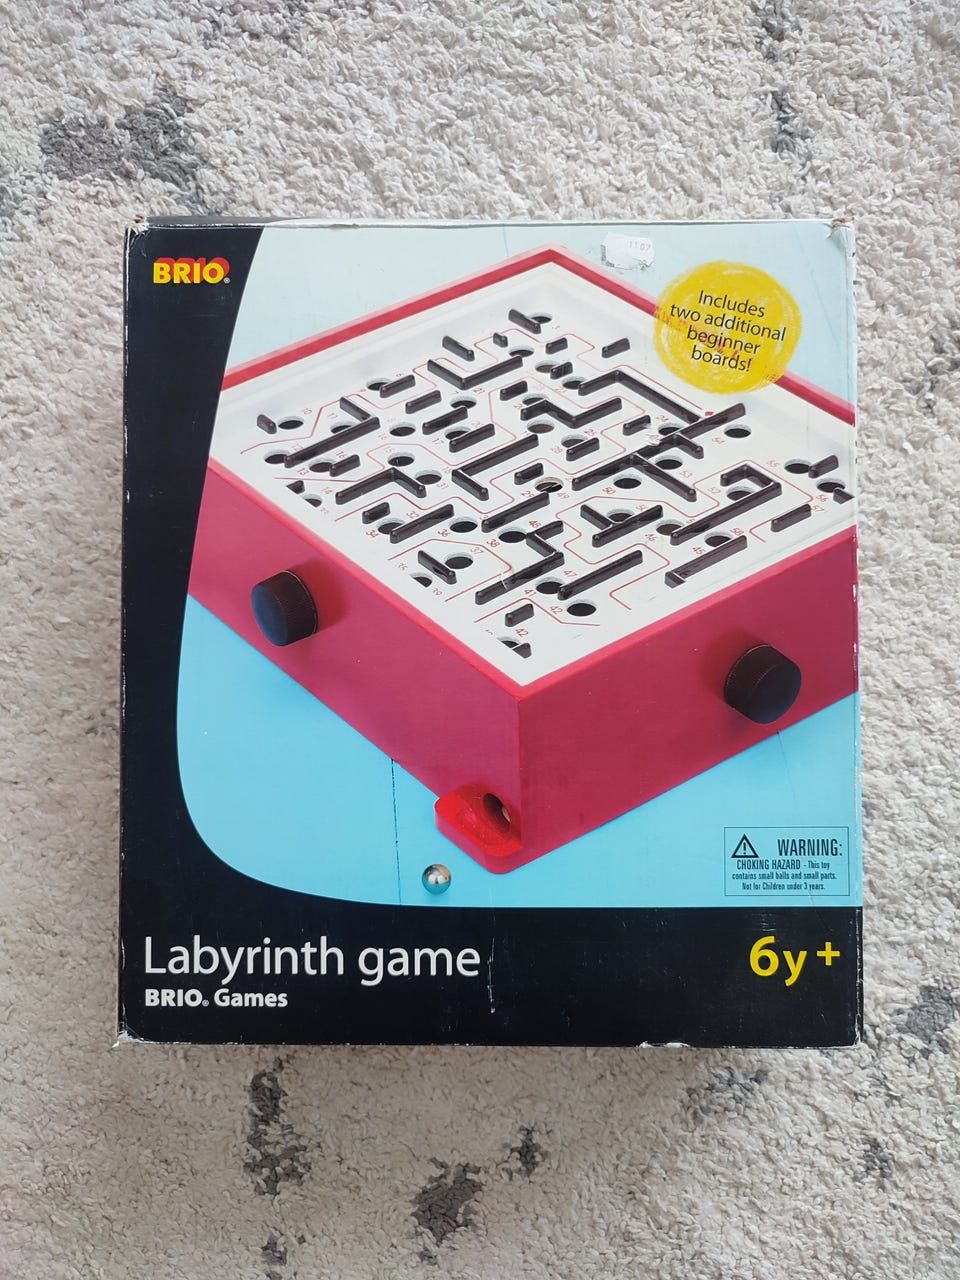 BRIO®
1107
Includes
two additional
beginner
boards!
WARNING:
CHOKING HAZARD - This toy
contains small balls and small parts.
Not for Children under 3 years.
Labyrinth game
6y+
BRIO® Games